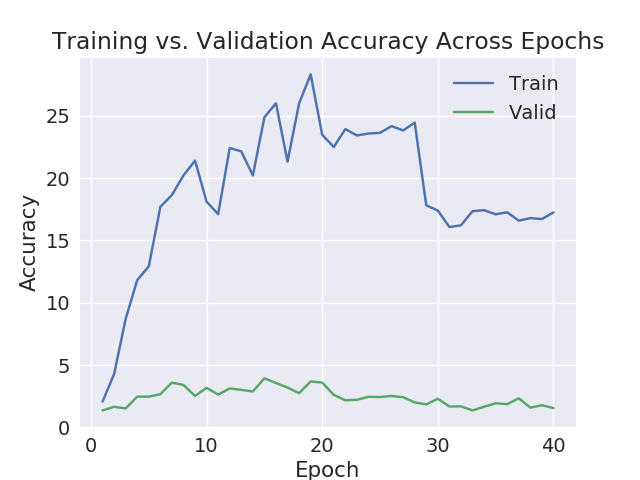 Training vs. Validation Accuracy Across Epochs
Train
Valid
Accuracy
25
20
15
10
5
0
0 10 20 30 40
Epoch